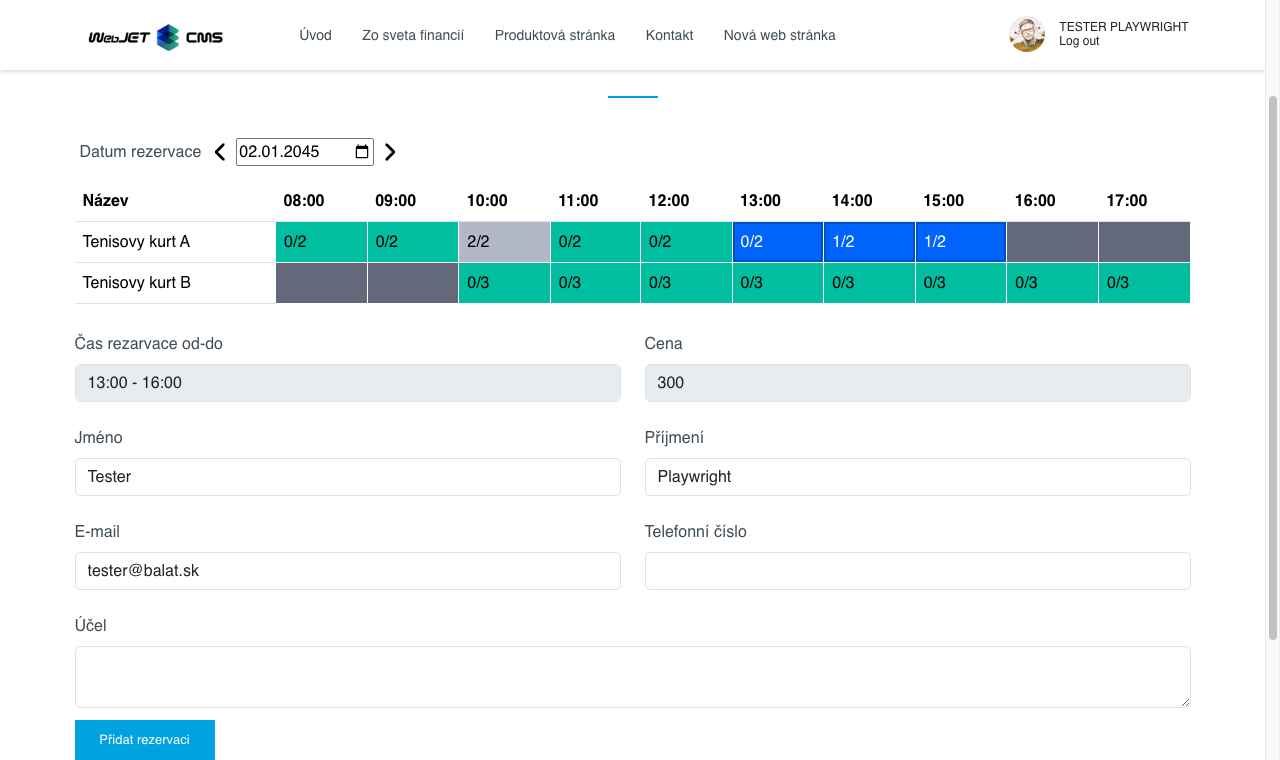 WebJET CMS Úvod Zo sveta financií Produktová stránka Kontakt Nová web stránka TESTER PLAYWRIGHT
Log out
Datum rezervace 02.01.2045
Název 08:00 09:00 10:00 11:00 12:00 13:00 14:00 15:00 16:00 17:00
Tenisovy kurt A 0/2 0/2 2/2 0/2 0/2 0/2 1/2 1/2
Tenisovy kurt B 0/3 0/3 0/3 0/3 0/3 0/3 0/3 0/3
Čas rezarvace od-do Cena
13:00 - 16:00 300
Jméno Příjmení
Tester Playwright
E-mail Telefonní číslo
tester@balat.sk
Účel
Přidat rezervaci